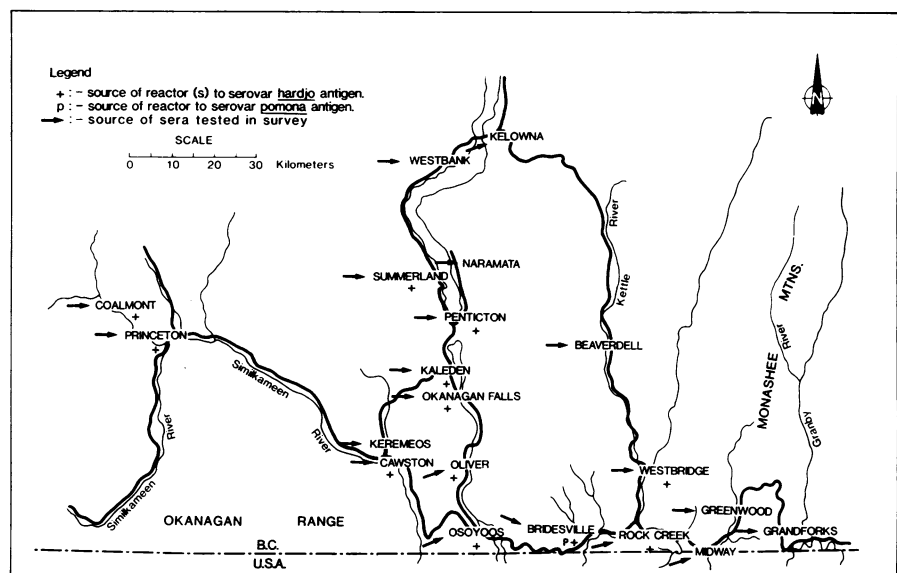 Legend
+ : – source of reactor (s) to serovar hardjo antigen.
p : – source of reactor to serovar pomona antigen.
→ : – source of sera tested in survey
SCALE
0 10 20 30 Kilometers
N
KELOWNA
WESTBANK
River
Kettle
NARAMATA
SUMMERLAND
+
MTNS.
River
MONASHEE
Granby
COALMONT
+
PENTICTON
+
PRINCETON
+
BEAVERDELL
Similkameen
River
KALEDEN
+
OKANAGAN FALLS
+
River
Similkameen
KEREMEOS
CAWSTON
+
OLIVER
+
WESTBRIDGE
+
GREENWOOD
OKANAGAN RANGE
OSOYOOS
+
BRIDESVILLE
P +
ROCK CREEK
+
GRANDFORKS
MIDWAY
B.C.
U.S.A.